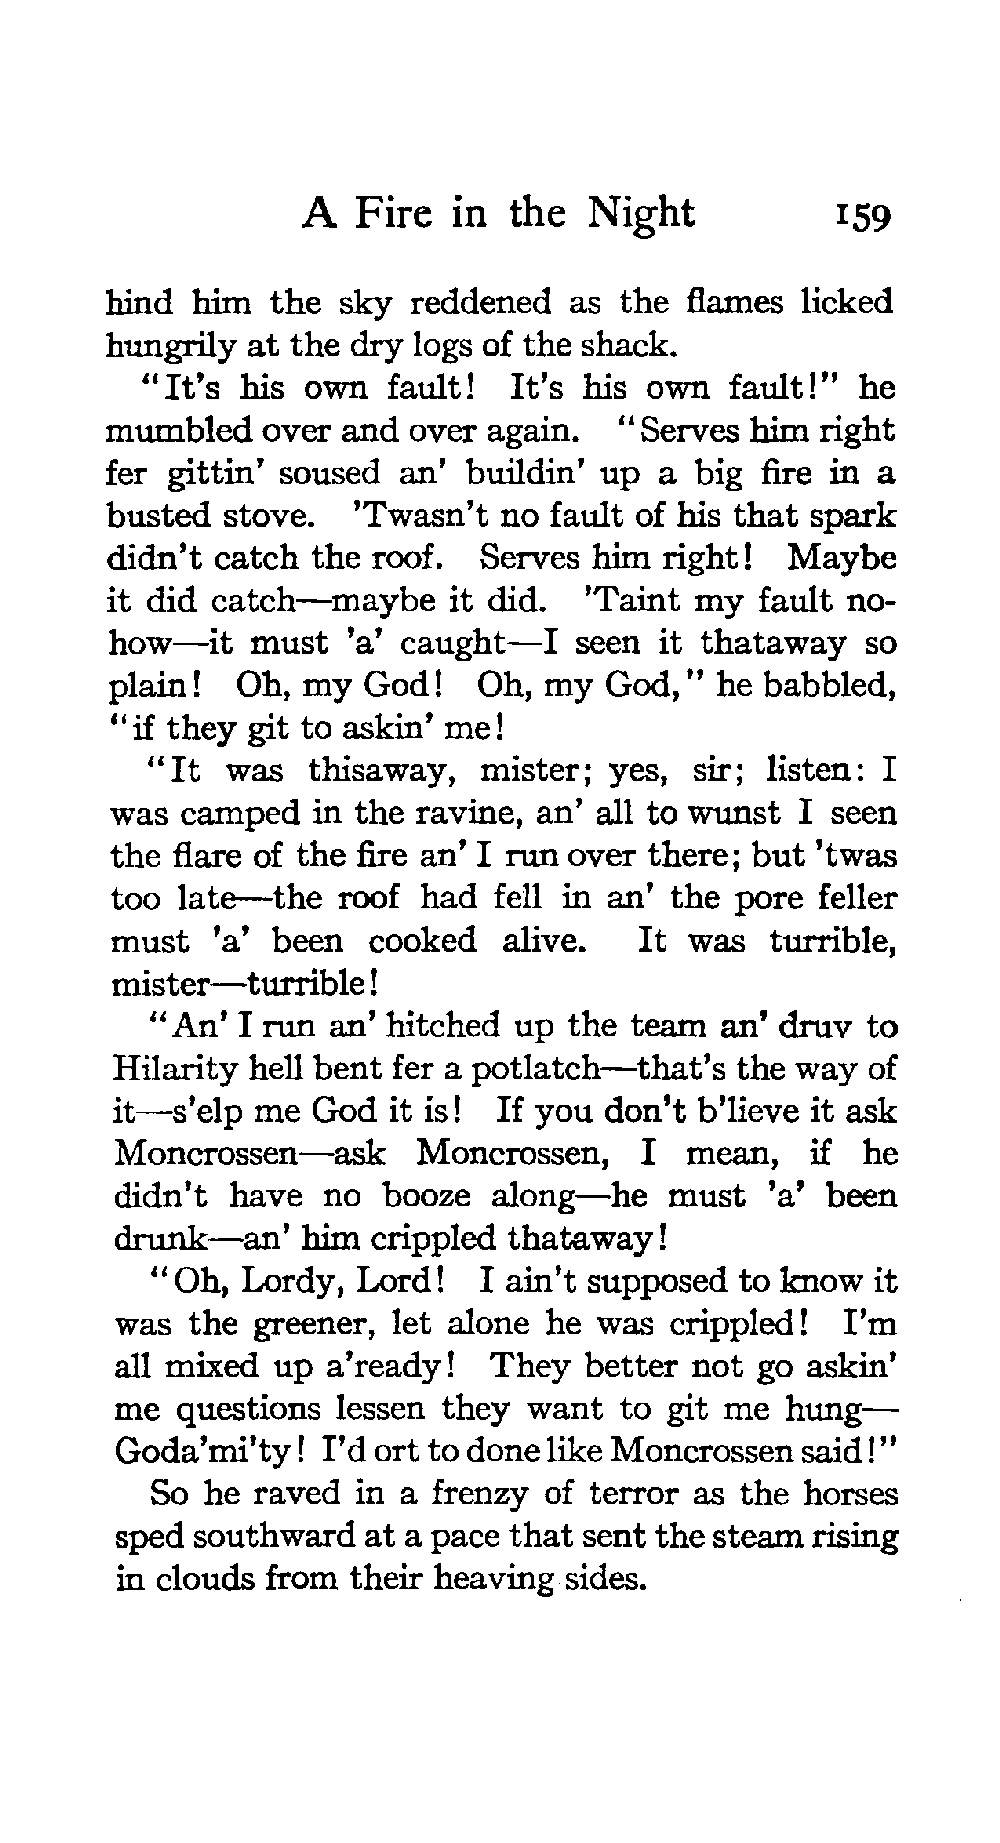 A Fire in the Night 159
hind him the sky reddened as the flames licked
hungrily at the dry logs of the shack.
"It's his own fault! It's his own fault!" he
mumbled over and over again. "Serves him right
fer gittin' soused an' buildin' up a big fire in a
busted stove. 'Twasn't no fault of his that spark
didn't catch the roof. Serves him right! Maybe
it did catch—maybe it did. 'Taint my fault no-
how—it must 'a' caught—I seen it thataway so
plain! Oh, my God! Oh, my God," he babbled,
"if they git to askin' me!
"It was thisaway, mister; yes, sir; listen: I
was camped in the ravine, an' all to wunst I seen
the flare of the fire an' I run over there; but 'twas
too late—the roof had fell in an' the pore feller
must 'a' been cooked alive. It was turrible,
mister—turrible!
"An' I run an' hitched up the team an' druv to
Hilarity hell bent fer a potlatch—that's the way of
it—s'elp me God it is! If you don't b'lieve it ask
Moncrossen—ask Moncrossen, I mean, if he
didn't have no booze along—he must 'a' been
drunk—an' him crippled thataway!
"Oh, Lordy, Lord! I ain't supposed to know it
was the greener, let alone he was crippled! I'm
all mixed up a'ready! They better not go askin'
me questions lessen they want to git me hung—
Goda'mi'ty! I'd ort to done like Moncrossen said!"
So he raved in a frenzy of terror as the horses
sped southward at a pace that sent the steam rising
in clouds from their heaving sides.